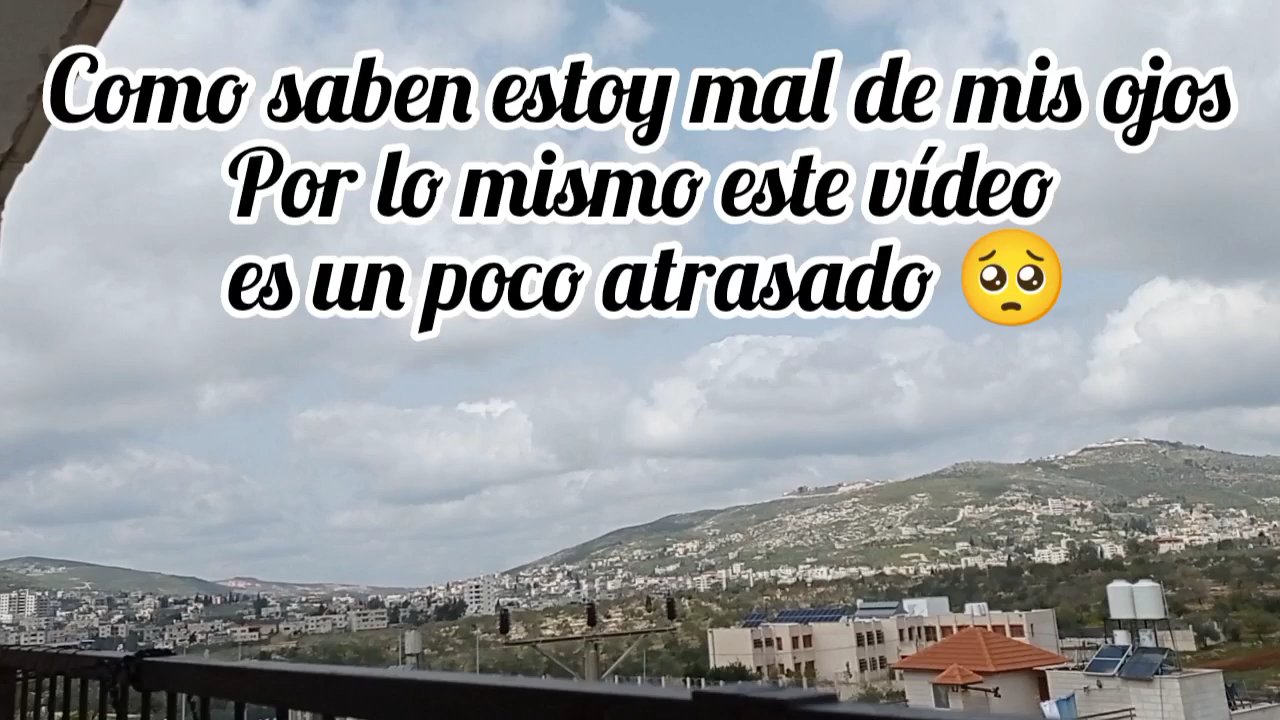 Como saben estoy mal de mis ojos
Por lo mismo este vídeo
es un poco atrasado 🥺